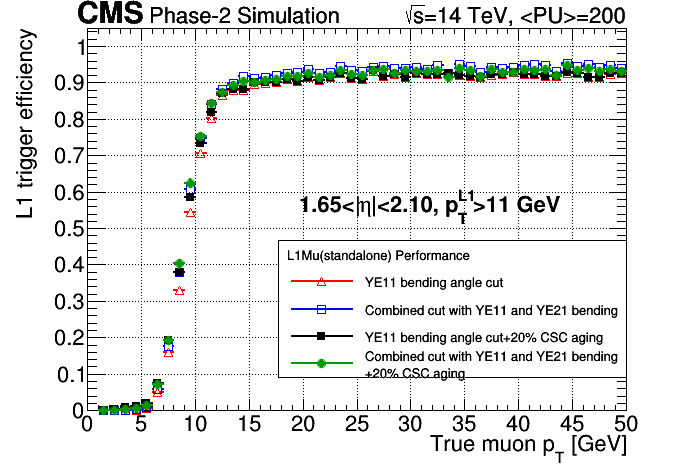 CMS Phase-2 Simulation √s=14 TeV, <PU>=200
L1 trigger efficiency
1
0.9
0.8
0.7
0.6
0.5
0.4
0.3
0.2
0.1
0
1.65<|η|<2.10, p_T^L1>11 GeV
L1Mu(standalone) Performance
YE11 bending angle cut
Combined cut with YE11 and YE21 bending
YE11 bending angle cut+20% CSC aging
Combined cut with YE11 and YE21 bending
+20% CSC aging
0 5 10 15 20 25 30 35 40 45 50
True muon p_T [GeV]